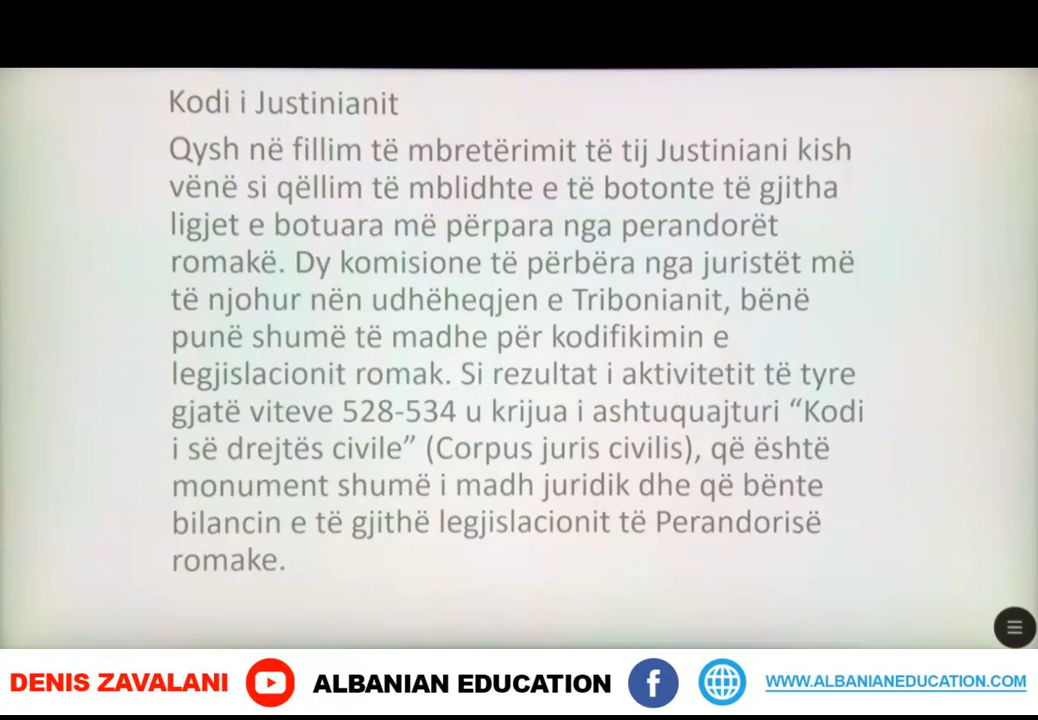 Kodi i Justinianit
Qysh në fillim të mbretërimit të tij Justiniani kish
vënë si qëllim të mblidhte e të botonte të gjitha
ligjet e botuara më përpara nga perandorët
romakë. Dy komisione të përbëra nga juristët më
të njohur nën udhëheqjen e Tribonianit, bënë
punë shumë të madhe për kodifikimin e
legjislacionit romak. Si rezultat i aktivitetit të tyre
gjatë viteve 528-534 u krijua i ashtuquajturi “Kodi
i së drejtës civile” (Corpus juris civilis), që është
monument shumë i madh juridik dhe që bënte
bilancin e të gjithë legjislacionit të Perandorisë
romake.
DENIS ZAVALANI ALBANIAN EDUCATION f WWW.ALBANIANEDUCATION.COM